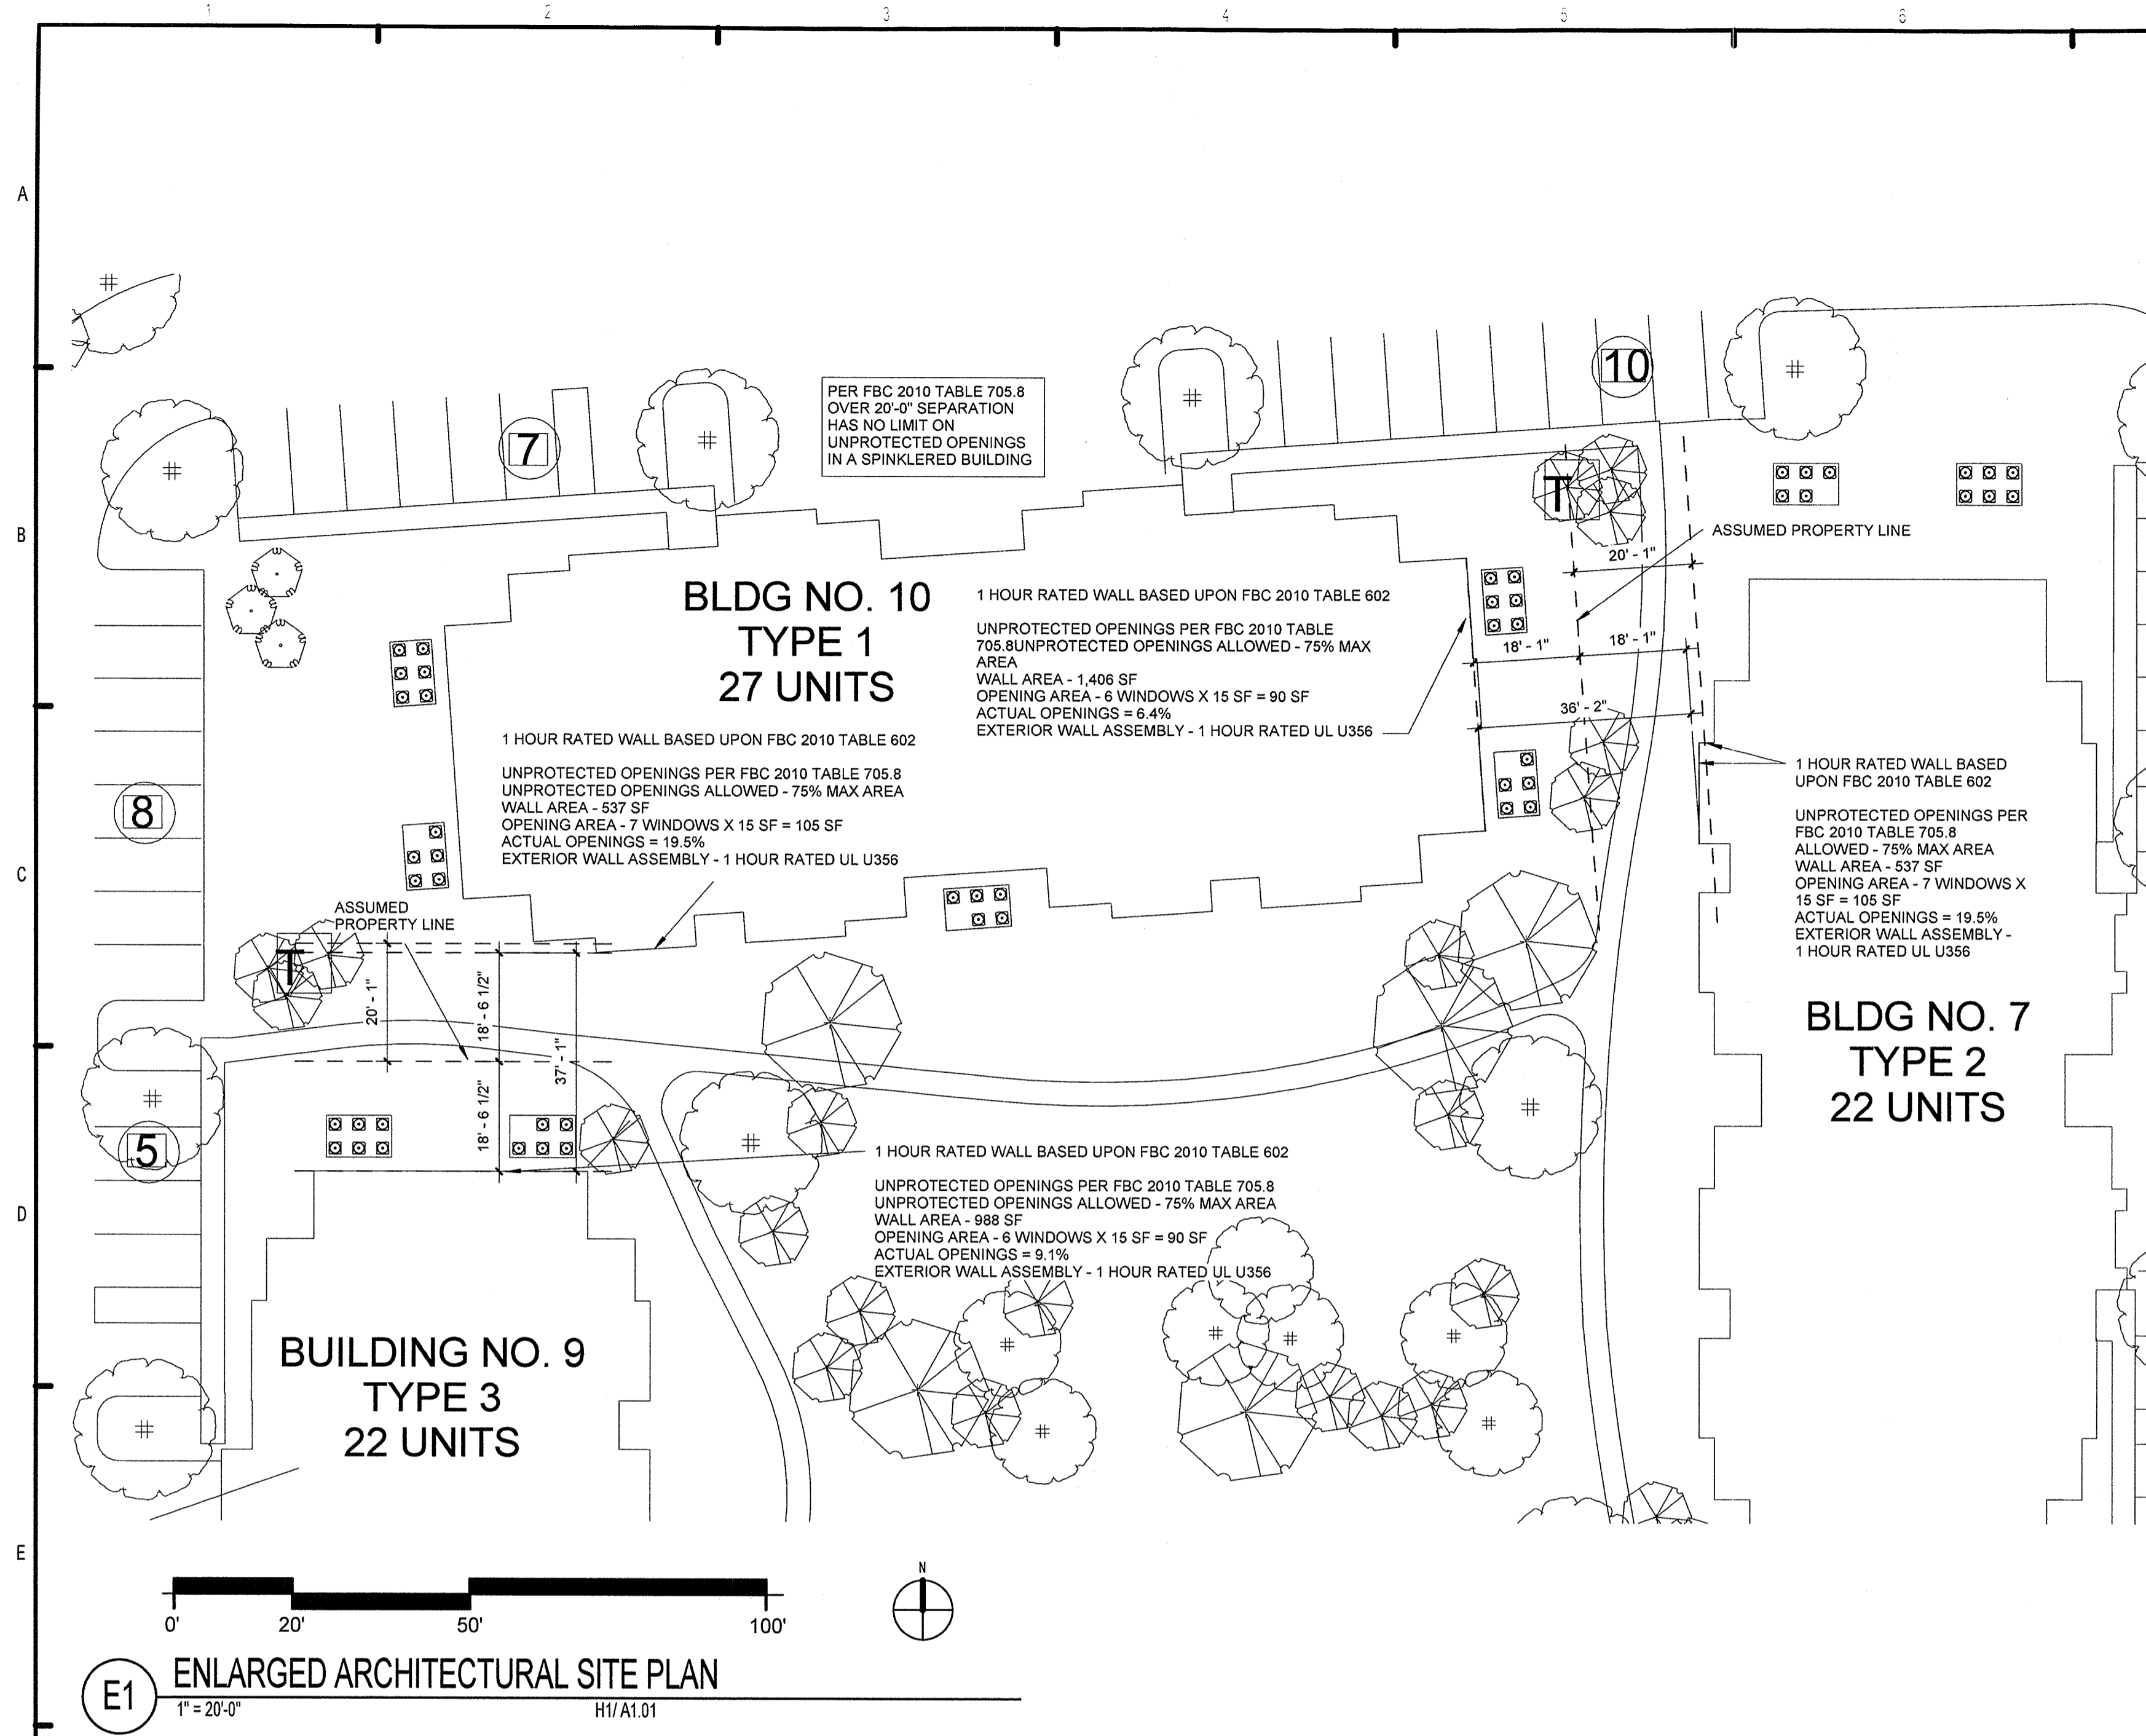 1 2 3 4 5 6
A
B
C
D
E
10
7
PER FBC 2010 TABLE 705.8
OVER 20'-0" SEPARATION
HAS NO LIMIT ON
UNPROTECTED OPENINGS
IN A SPINKLERED BUILDING
T
ASSUMED PROPERTY LINE
20' - 1"
18' - 1"
18' - 1"
36' - 2"
BLDG NO. 10
TYPE 1
27 UNITS
1 HOUR RATED WALL BASED UPON FBC 2010 TABLE 602
UNPROTECTED OPENINGS PER FBC 2010 TABLE
705.8UNPROTECTED OPENINGS ALLOWED - 75% MAX
AREA
WALL AREA - 1,406 SF
OPENING AREA - 6 WINDOWS X 15 SF = 90 SF
ACTUAL OPENINGS = 6.4%
EXTERIOR WALL ASSEMBLY - 1 HOUR RATED UL U356
1 HOUR RATED WALL BASED UPON FBC 2010 TABLE 602
UNPROTECTED OPENINGS PER FBC 2010 TABLE 705.8
UNPROTECTED OPENINGS ALLOWED - 75% MAX AREA
WALL AREA - 537 SF
OPENING AREA - 7 WINDOWS X 15 SF = 105 SF
ACTUAL OPENINGS = 19.5%
EXTERIOR WALL ASSEMBLY - 1 HOUR RATED UL U356
1 HOUR RATED WALL BASED
UPON FBC 2010 TABLE 602
UNPROTECTED OPENINGS PER
FBC 2010 TABLE 705.8
ALLOWED - 75% MAX AREA
WALL AREA - 537 SF
OPENING AREA - 7 WINDOWS X
15 SF = 105 SF
ACTUAL OPENINGS = 19.5%
EXTERIOR WALL ASSEMBLY -
1 HOUR RATED UL U356
8
ASSUMED
PROPERTY LINE
T
20' - 1"
18' - 6 1/2"
37' - 1"
18' - 6 1/2"
5
BLDG NO. 7
TYPE 2
22 UNITS
1 HOUR RATED WALL BASED UPON FBC 2010 TABLE 602
UNPROTECTED OPENINGS PER FBC 2010 TABLE 705.8
UNPROTECTED OPENINGS ALLOWED - 75% MAX AREA
WALL AREA - 988 SF
OPENING AREA - 6 WINDOWS X 15 SF = 90 SF
ACTUAL OPENINGS = 9.1%
EXTERIOR WALL ASSEMBLY - 1 HOUR RATED UL U356
BUILDING NO. 9
TYPE 3
22 UNITS
0' 20' 50' 100'
N
E1
ENLARGED ARCHITECTURAL SITE PLAN
1" = 20'-0"
H1/ A1.01